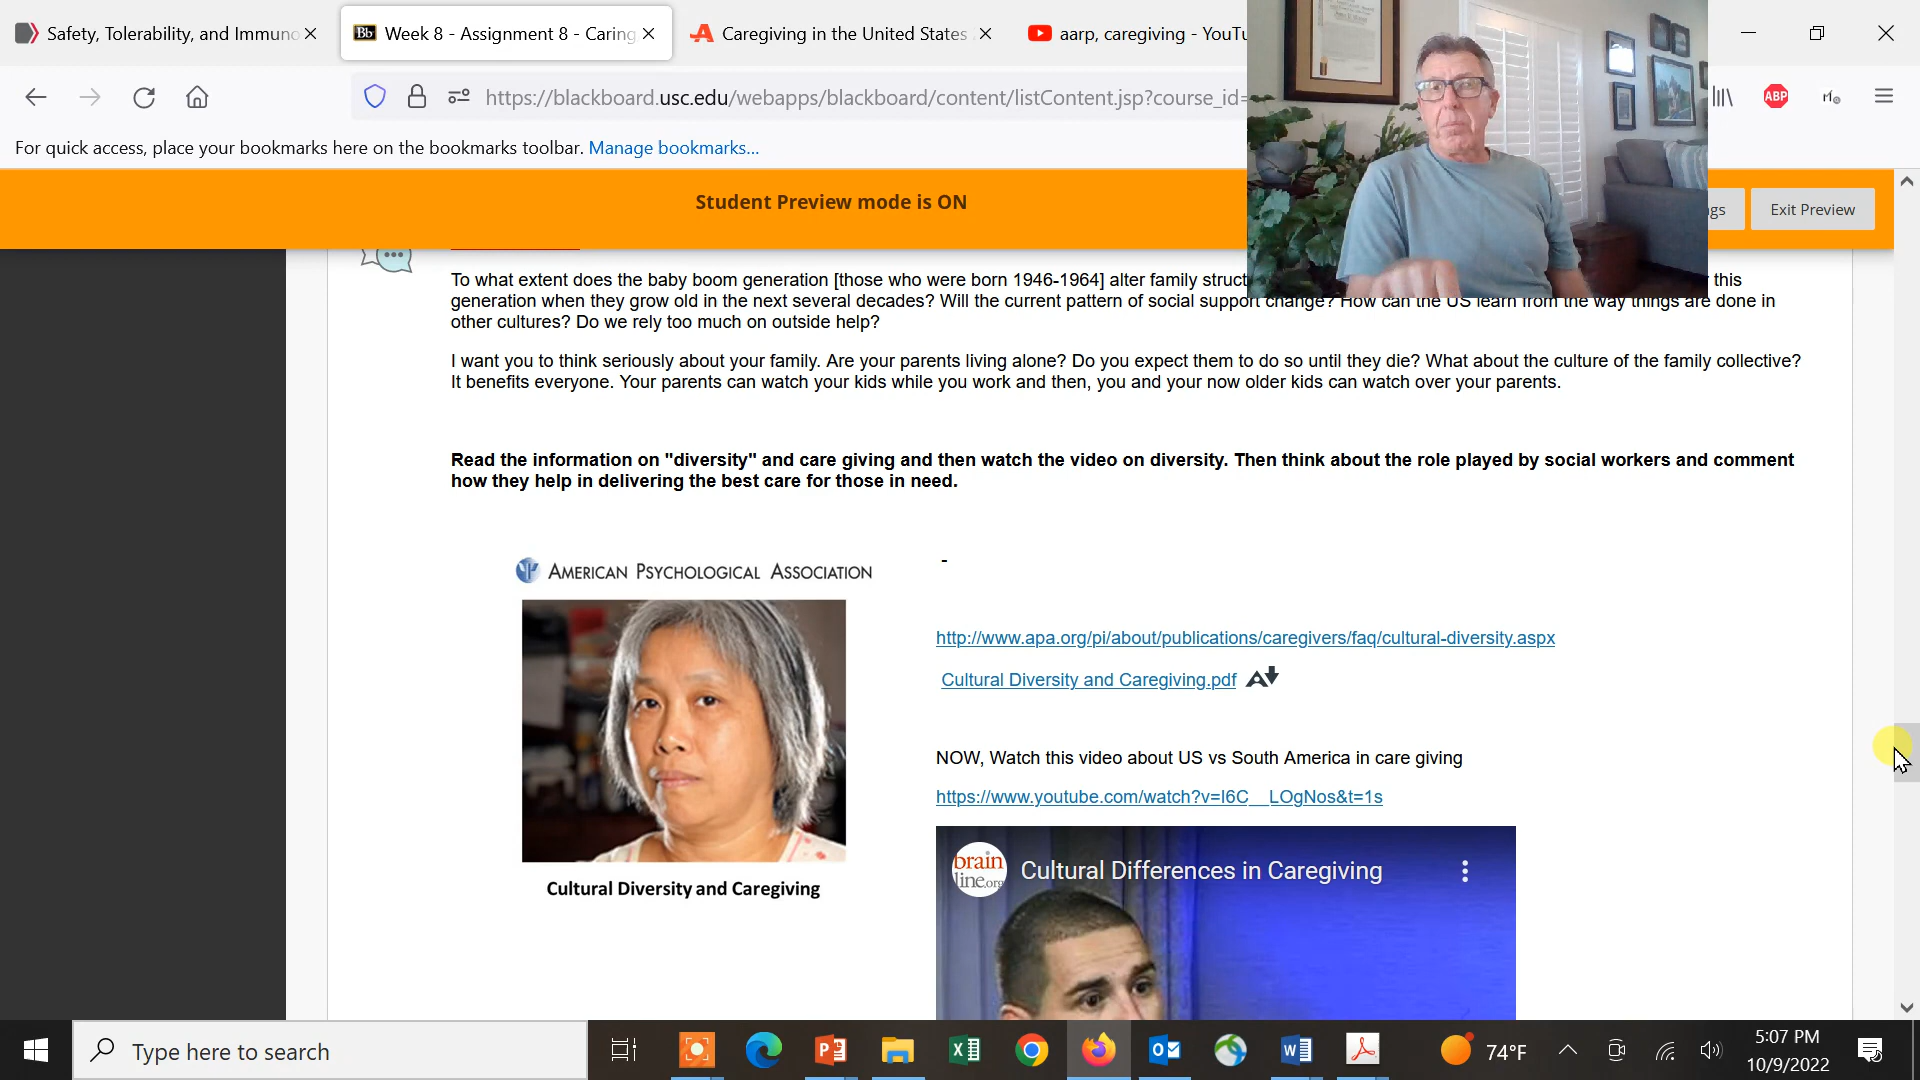 Safety, Tolerability, and Immuno
Week 8 - Assignment 8 - Caring
Caregiving in the United States
aarp, caregiving - YouTu
https://blackboard.usc.edu/webapps/blackboard/content/listContent.jsp?course_id=
ABP
For quick access, place your bookmarks here on the bookmarks toolbar. Manage bookmarks...
Student Preview mode is ON
gs
Exit Preview
To what extent does the baby boom generation [those who were born 1946-1964] alter family struct
this
generation when they grow old in the next several decades? Will the current pattern of social support change? How can the US learn from the way things are done in
other cultures? Do we rely too much on outside help?
I want you to think seriously about your family. Are your parents living alone? Do you expect them to do so until they die? What about the culture of the family collective?
It benefits everyone. Your parents can watch your kids while you work and then, you and your now older kids can watch over your parents.
Read the information on "diversity" and care giving and then watch the video on diversity. Then think about the role played by social workers and comment
how they help in delivering the best care for those in need.
AMERICAN PSYCHOLOGICAL ASSOCIATION
-
http://www.apa.org/pi/about/publications/caregivers/faq/cultural-diversity.aspx
Cultural Diversity and Caregiving.pdf
NOW, Watch this video about US vs South America in care giving
https://www.youtube.com/watch?v=I6C__LOgNos&t=1s
brain
line.org
Cultural Differences in Caregiving
Cultural Diversity and Caregiving
Type here to search
74°F
5:07 PM
10/9/2022